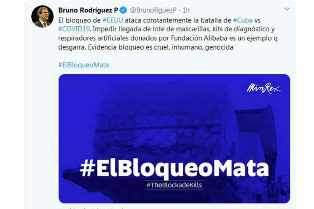 Bruno Rodríguez P @BrunoRguezP · 1h
El bloqueo de #EEUU ataca constantemente la batalla de #Cuba vs
#COVID19. Impedir llegada de lote de mascarillas, kits de diagnóstico y
respiradores artificiales donados por Fundación Alibaba es un ejemplo q
desgarra. Evidencia bloqueo es cruel, inhumano, genocida
#ElBloqueoMata
MinRex
#ElBloqueoMata
#TheBlockadeKills